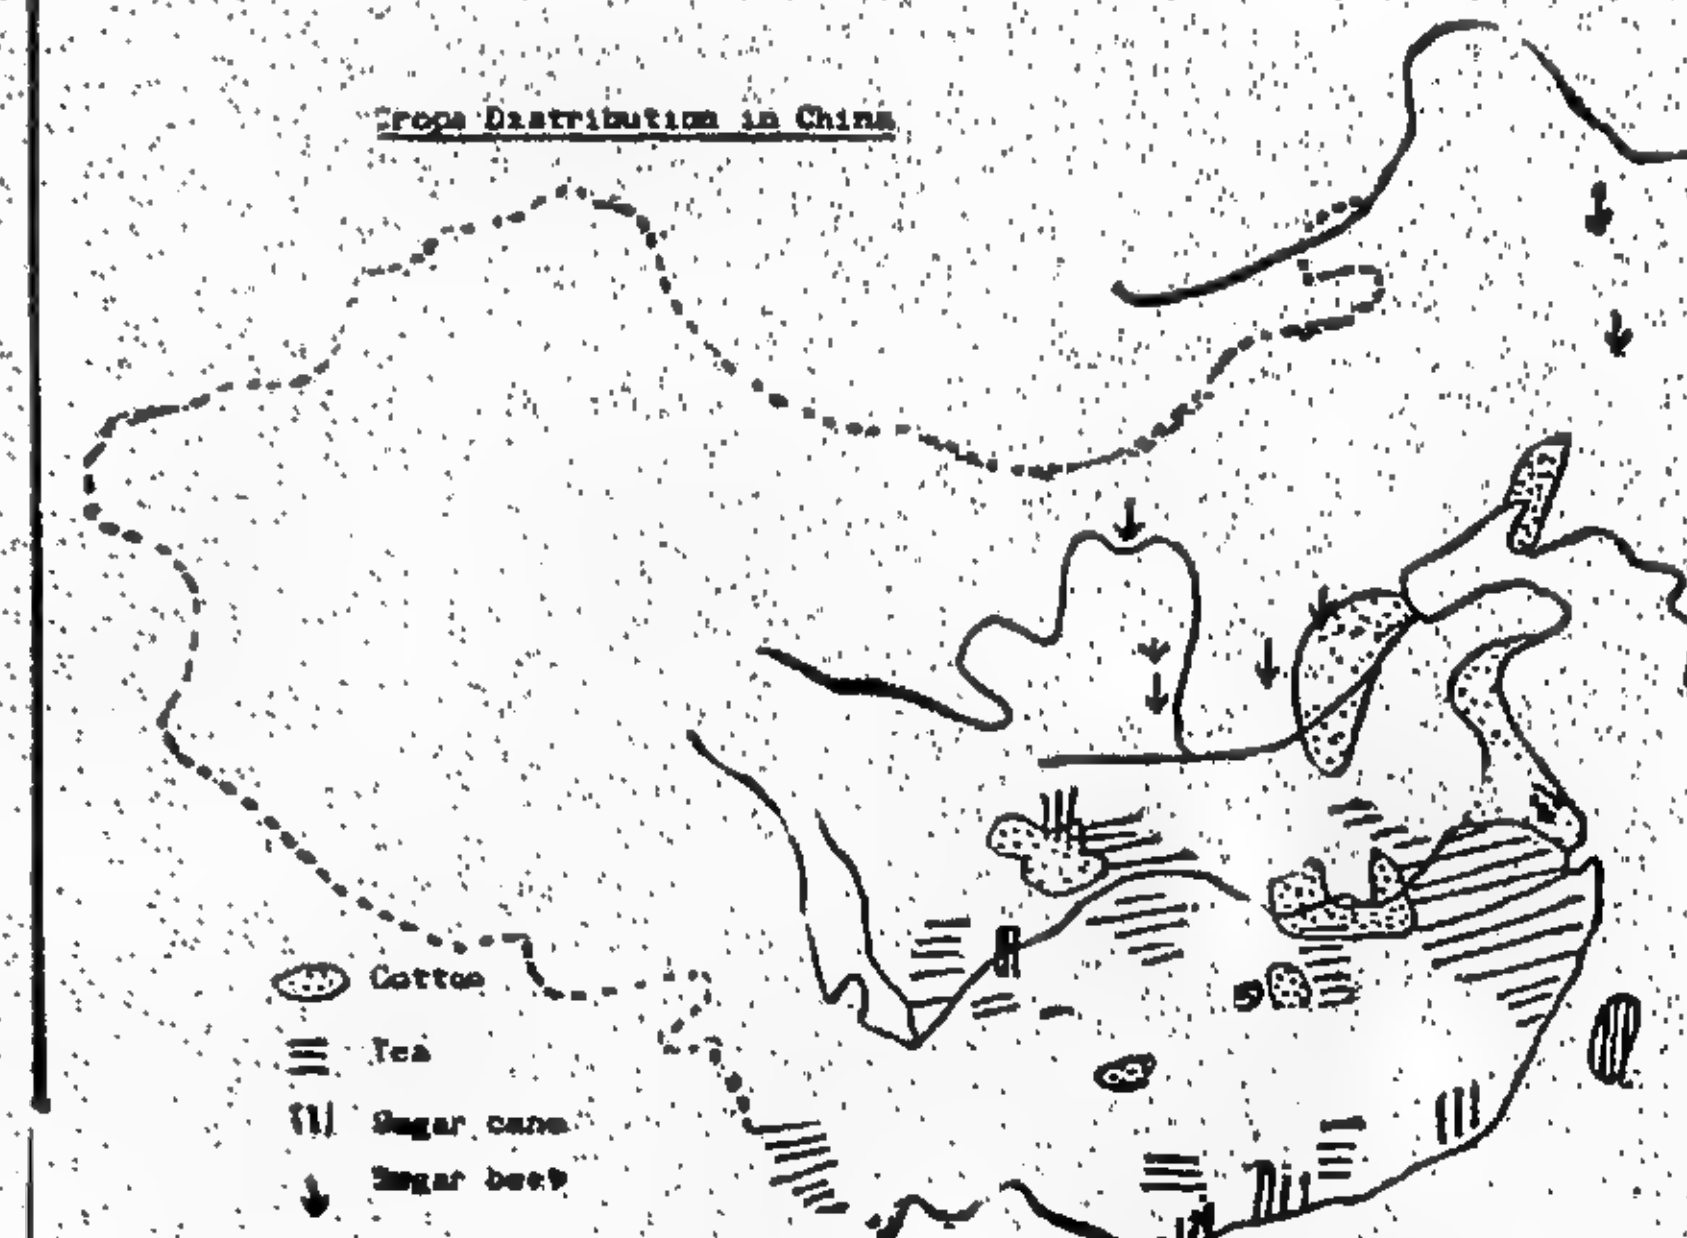 Crops Distribution in China
Cotton
Tea
Sugar cane
Sugar beet